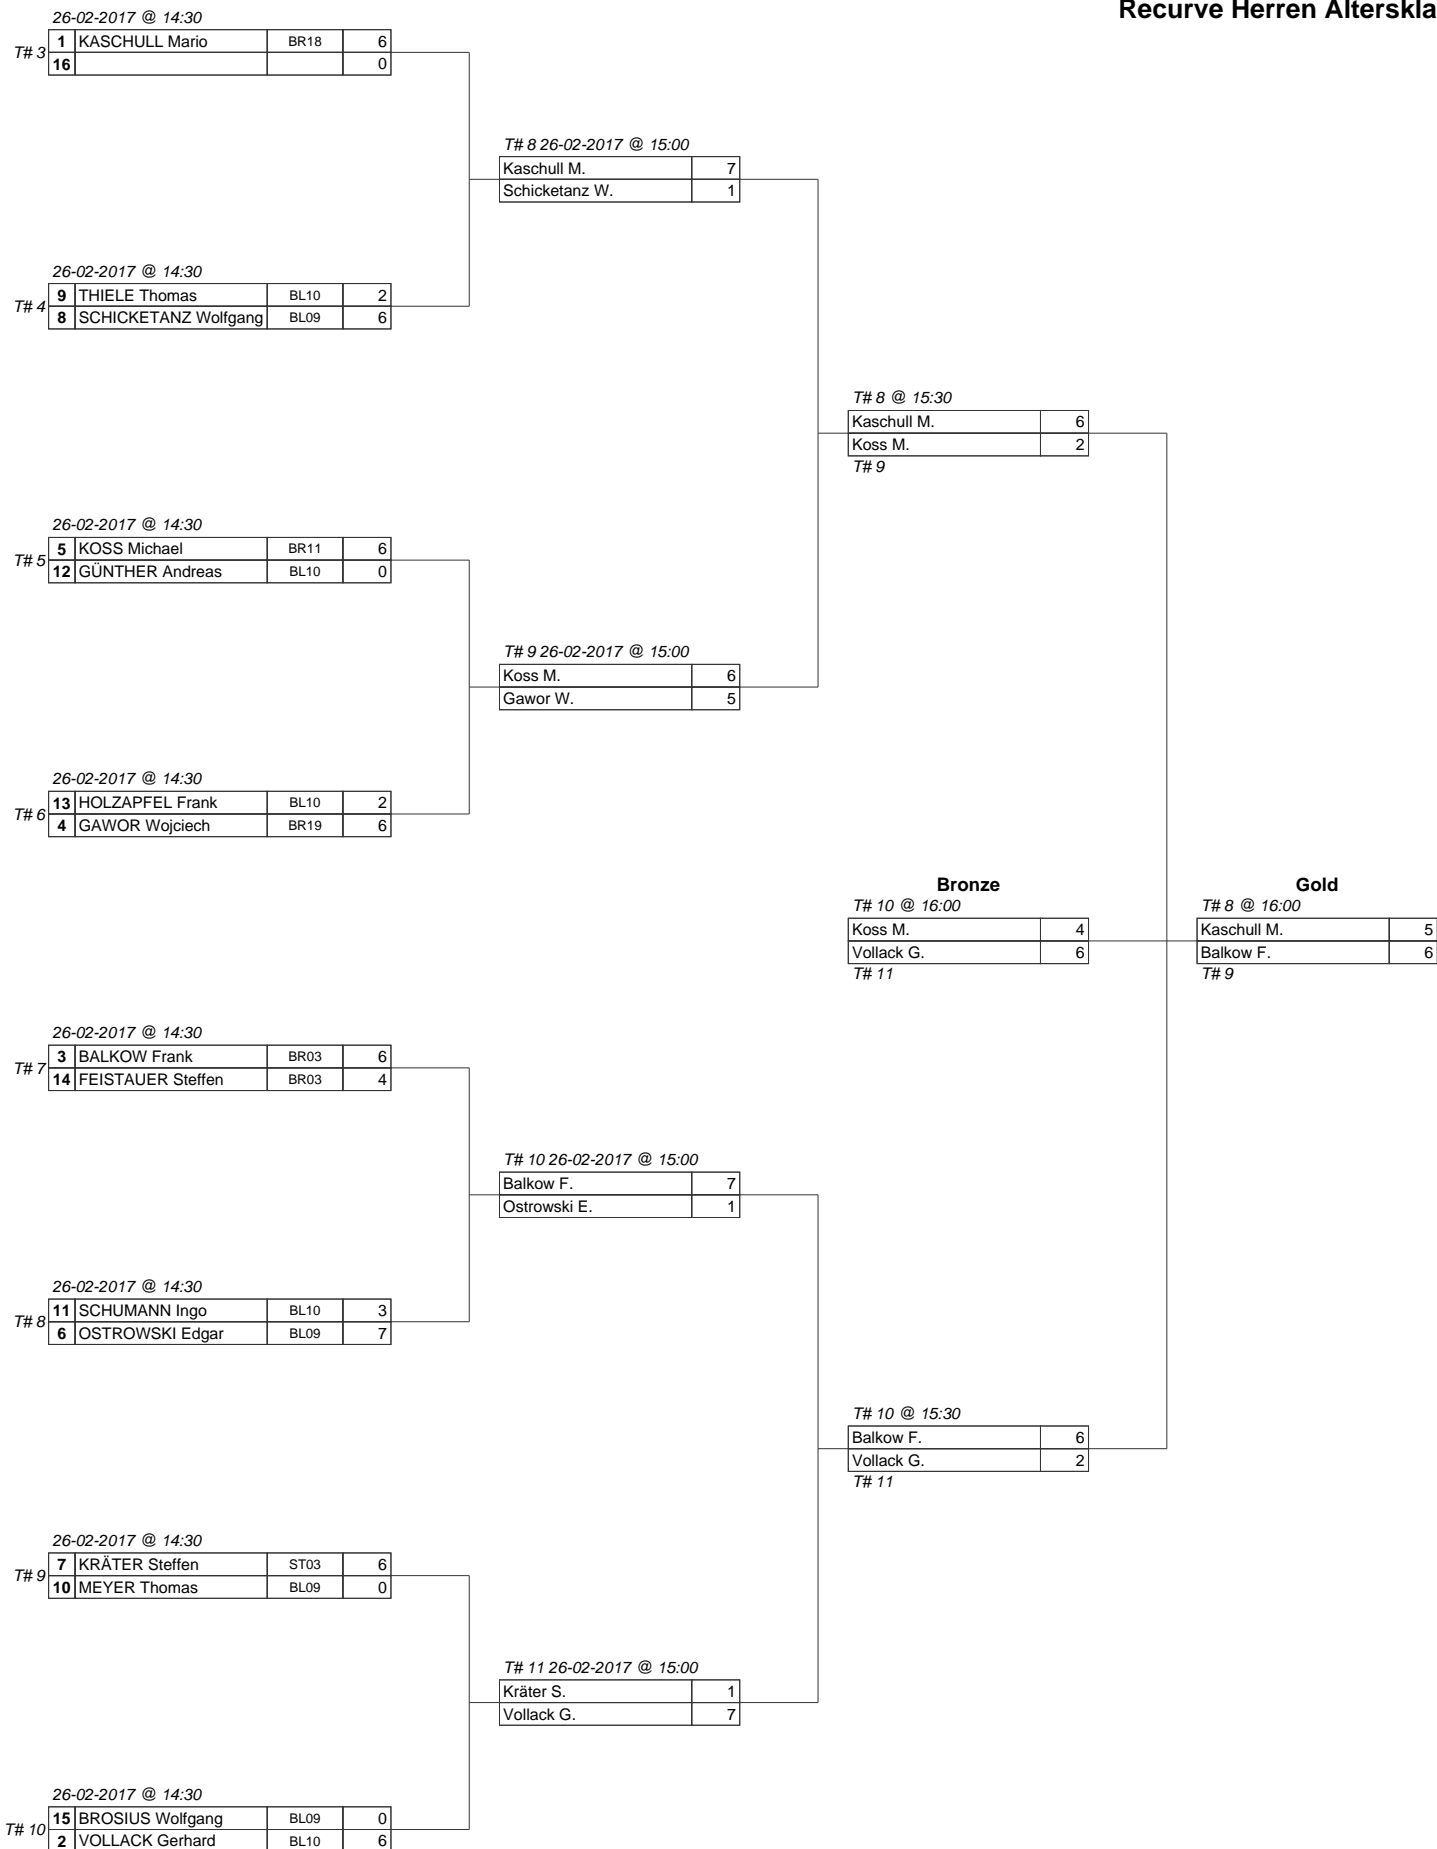 Recurve Herren Alterskla
26-02-2017 @ 14:30
T# 3
1 KASCHULL Mario BR18 6
16 0
T# 8 26-02-2017 @ 15:00
Kaschull M. 7
Schicketanz W. 1
26-02-2017 @ 14:30
T# 4
9 THIELE Thomas BL10 2
8 SCHICKETANZ Wolfgang BL09 6
T# 8 @ 15:30
Kaschull M. 6
Koss M. 2
T# 9
26-02-2017 @ 14:30
T# 5
5 KOSS Michael BR11 6
12 GÜNTHER Andreas BL10 0
T# 9 26-02-2017 @ 15:00
Koss M. 6
Gawor W. 5
26-02-2017 @ 14:30
T# 6
13 HOLZAPFEL Frank BL10 2
4 GAWOR Wojciech BR19 6
Bronze
T# 10 @ 16:00
Koss M. 4
Vollack G. 6
T# 11
Gold
T# 8 @ 16:00
Kaschull M. 5
Balkow F. 6
T# 9
26-02-2017 @ 14:30
T# 7
3 BALKOW Frank BR03 6
14 FEISTAUER Steffen BR03 4
T# 10 26-02-2017 @ 15:00
Balkow F. 7
Ostrowski E. 1
26-02-2017 @ 14:30
T# 8
11 SCHUMANN Ingo BL10 3
6 OSTROWSKI Edgar BL09 7
T# 10 @ 15:30
Balkow F. 6
Vollack G. 2
T# 11
26-02-2017 @ 14:30
T# 9
7 KRÄTER Steffen ST03 6
10 MEYER Thomas BL09 0
T# 11 26-02-2017 @ 15:00
Kräter S. 1
Vollack G. 7
26-02-2017 @ 14:30
T# 10
15 BROSIUS Wolfgang BL09 0
2 VOLLACK Gerhard BL10 6